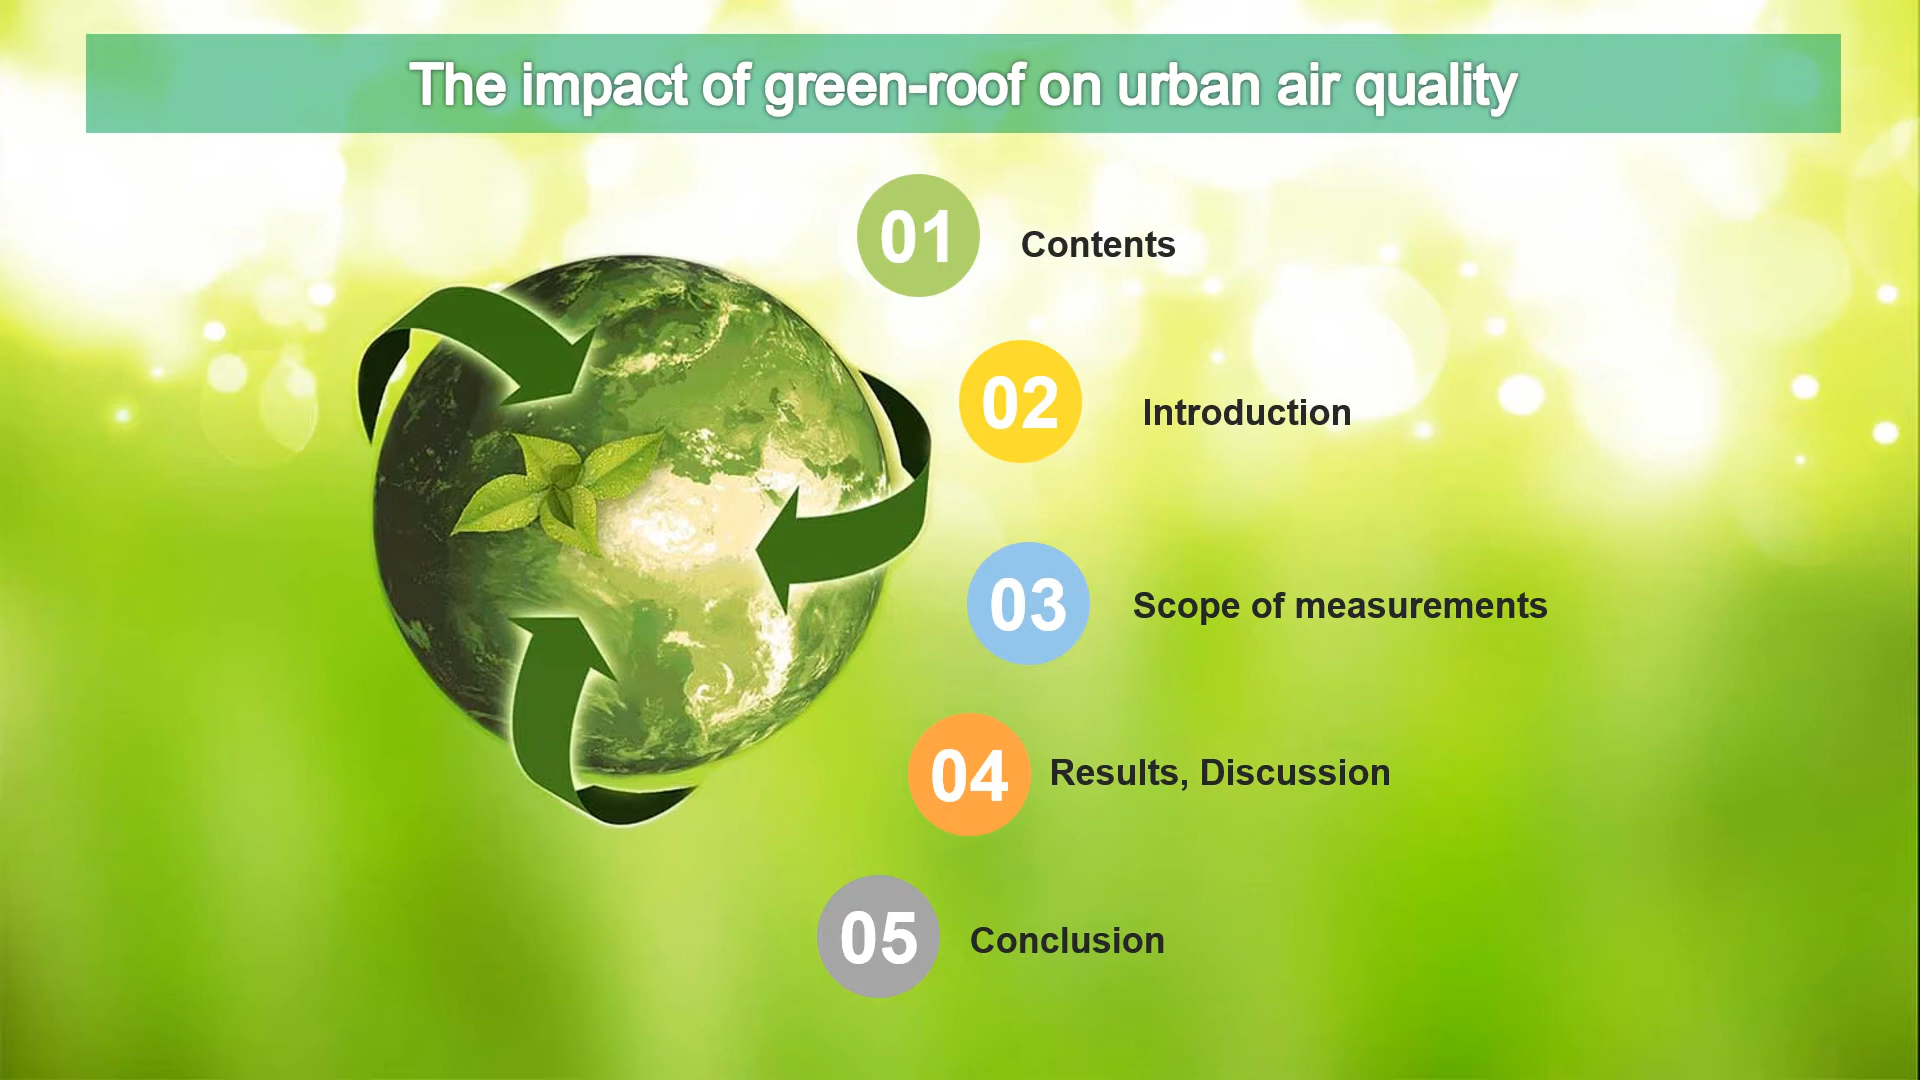 The impact of green-roof on urban air quality
01 Contents
02 Introduction
03 Scope of measurements
04 Results, Discussion
05 Conclusion